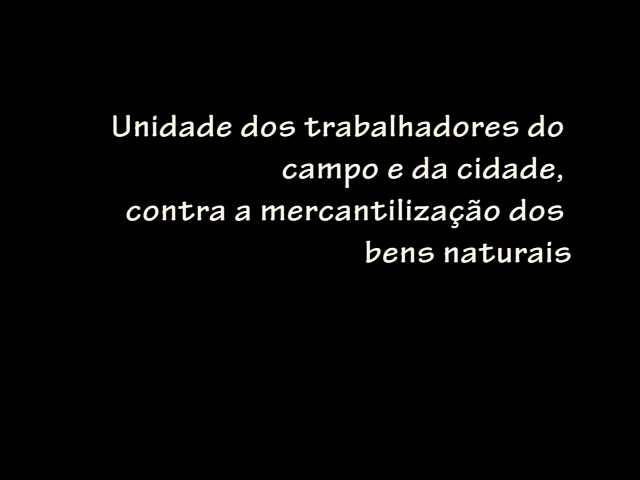 Unidade dos trabalhadores do
campo e da cidade,
contra a mercantilização dos
bens naturais